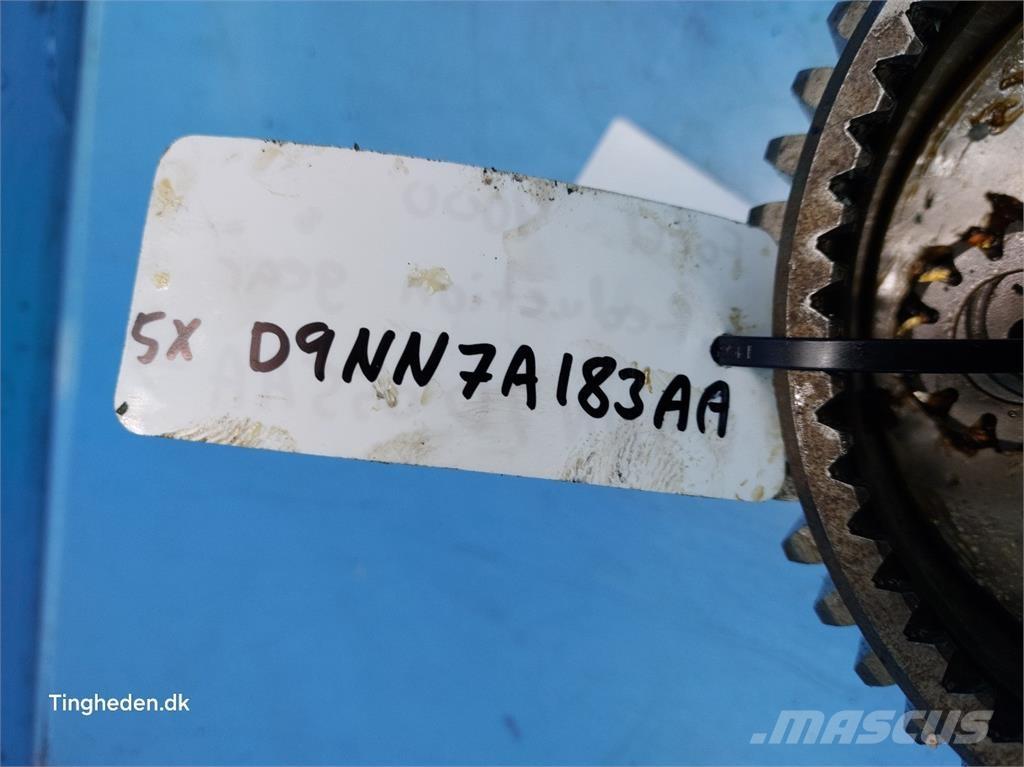 5X D9NN7A183AA
Tingheden.dk
MASCUS